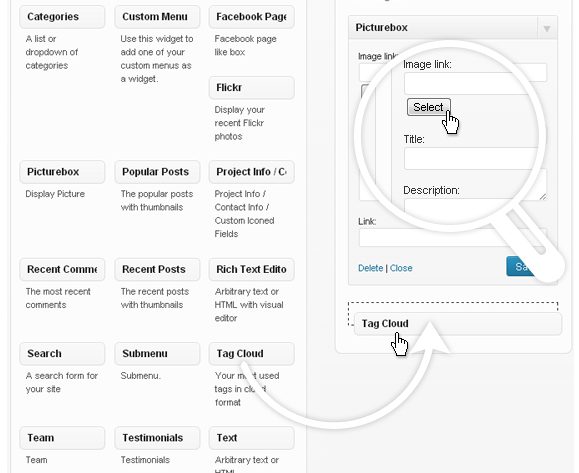 Categories
A list or
dropdown of
categories
Custom Menu
Use this widget to
add one of your
custom menus as
a widget.
Facebook Page
Facebook page
like box
Flickr
Display your
recent Flickr
photos
Picturebox
Display Picture
Popular Posts
The popular posts
with thumbnails
Project Info / Co
Project Info /
Contact Info /
Custom Iconed
Fields
Recent Comme
The most recent
comments
Recent Posts
The recent posts
with thumbnails
Rich Text Edito
Arbitrary text or
HTML with visual
editor
Search
A search form for
your site
Submenu
Submenu.
Tag Cloud
Your most used
tags in cloud
format
Team
Team
Testimonials
Testimonials
Text
Arbitrary text or
HTML
Picturebox
Image link:
Image link:
Select
Title:
Description:
Link:
Delete | Close
Tag Cloud